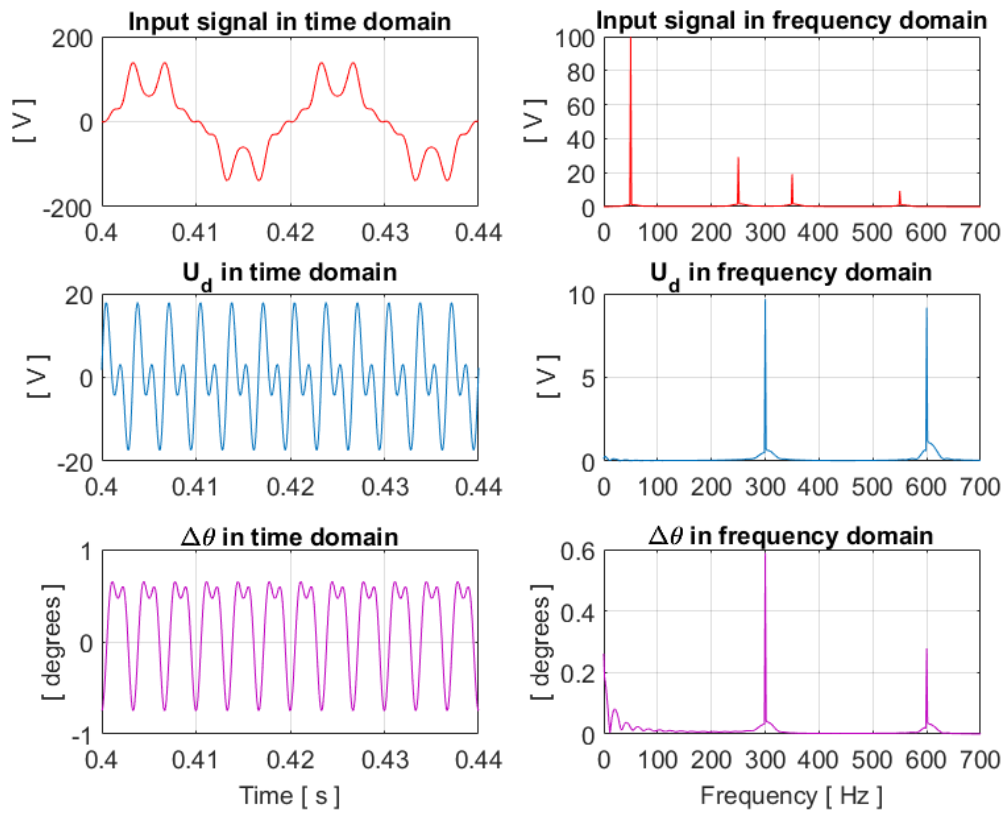 Input signal in time domain
[ V ]
200
0
-200
0.4 0.41 0.42 0.43 0.44
Input signal in frequency domain
[ V ]
100
80
60
40
20
0
0 100 200 300 400 500 600 700
U_d in time domain
[ V ]
20
0
-20
0.4 0.41 0.42 0.43 0.44
U_d in frequency domain
[ V ]
10
5
0
0 100 200 300 400 500 600 700
Δθ in time domain
[ degrees ]
1
0
-1
0.4 0.41 0.42 0.43 0.44
Time [ s ]
Δθ in frequency domain
[ degrees ]
0.6
0.4
0.2
0
0 100 200 300 400 500 600 700
Frequency [ Hz ]